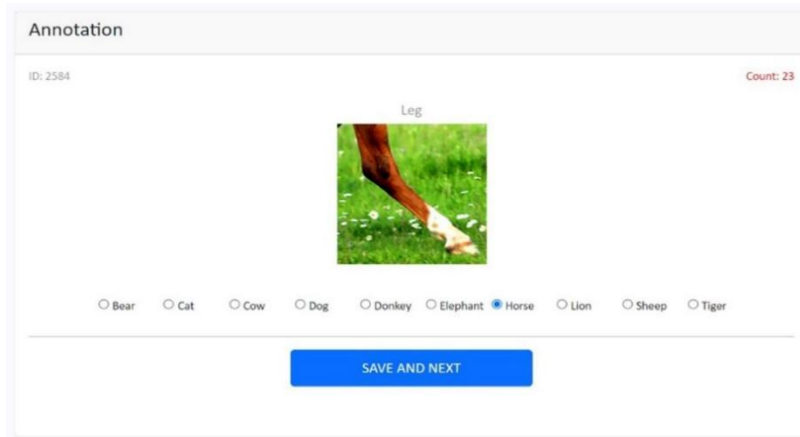 Annotation
ID: 2584 Count: 23
Leg
Bear Cat Cow Dog Donkey Elephant Horse Lion Sheep Tiger
SAVE AND NEXT